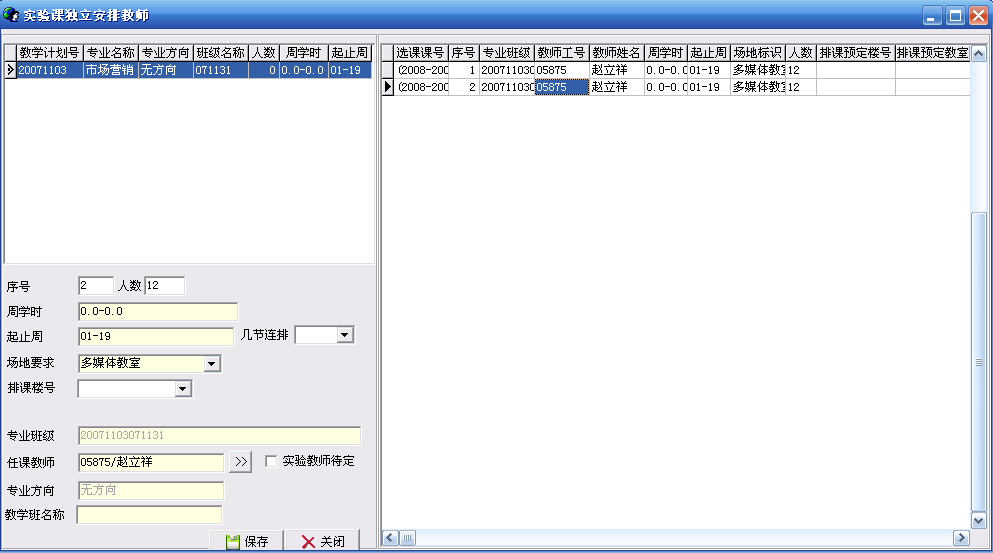 实验课独立安排教师
教学计划号 专业名称 专业方向 班级名称 人数 周学时 起止周
20071103 市场营销 无方向 071131 0 0.0-0.0 01-19
选课课号 序号 专业班级 教师工号 教师姓名 周学时 起止周 场地标识 人数 排课预定楼号 排课预定教室
(2008-200 1 200711030 05875 赵立祥 0.0-0.0 01-19 多媒体教室 12
(2008-200 2 200711030 05875 赵立祥 0.0-0.0 01-19 多媒体教室 12
序号 2 人数 12
周学时 0.0-0.0
起止周 01-19 几节连排
场地要求 多媒体教室
排课楼号
专业班级 20071103071131
任课教师 05875/赵立祥 >> 实验教师待定
专业方向 无方向
教学班名称
保存 关闭